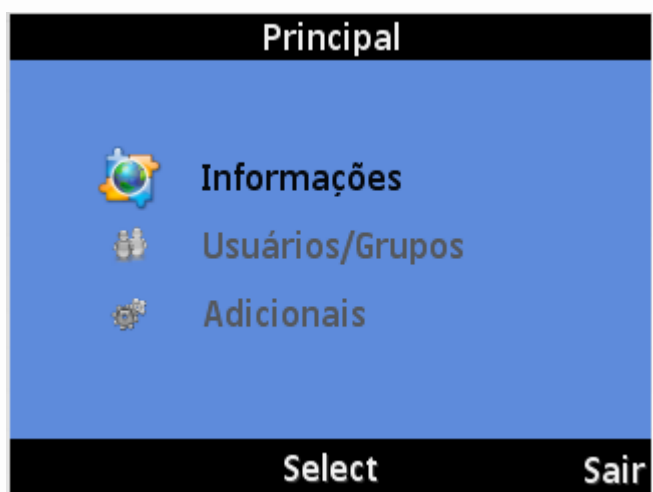 Principal
Informações
Usuários/Grupos
Adicionais
Select
Sair